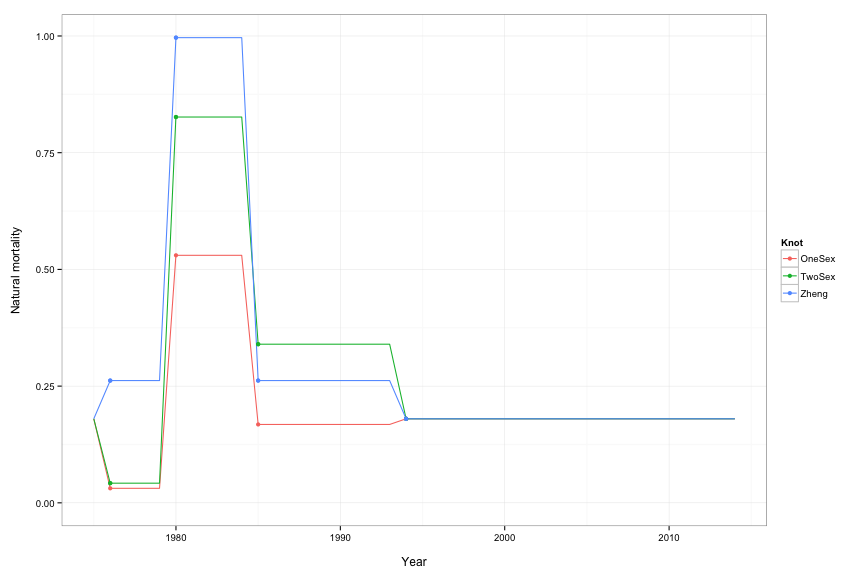 1.00
0.75
0.50
0.25
0.00
Natural mortality
1980 1990 2000 2010
Year
Knot
OneSex
TwoSex
Zheng